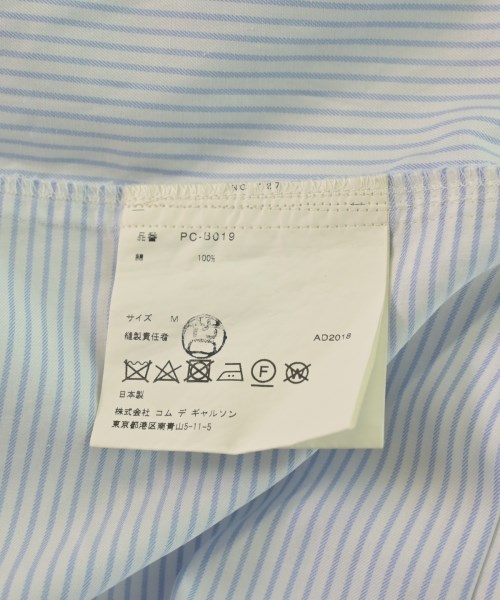 品番 PC-B019
綿 100%
サイズ M
縫製責任者
AD2018
F W
日本製
株式会社 コム デ ギャルソン
東京都港区南青山5-11-5